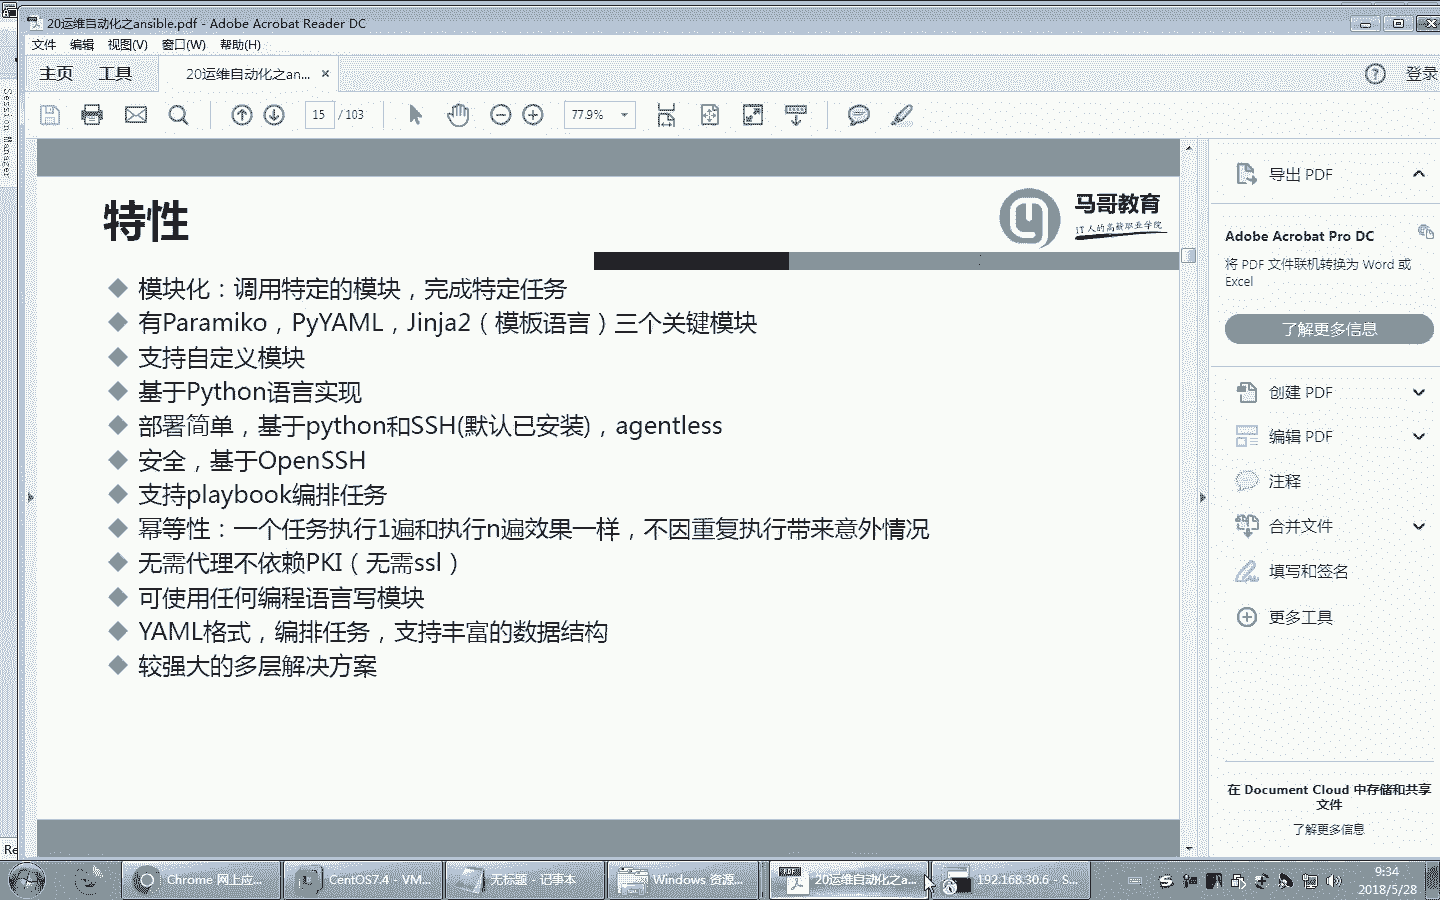 20运维自动化之ansible.pdf - Adobe Acrobat Reader DC
文件 编辑 视图(V) 窗口(W) 帮助(H)
主页 工具 20运维自动化之an... ×
? 登录
15 / 103 77.9%
Session Manager
特性
马哥教育
IT人的高薪职业学院
模块化：调用特定的模块，完成特定任务
有Paramiko，PyYAML，Jinja2（模板语言）三个关键模块
支持自定义模块
基于Python语言实现
部署简单，基于python和SSH(默认已安装)，agentless
安全，基于OpenSSH
支持playbook编排任务
幂等性：一个任务执行1遍和执行n遍效果一样，不因重复执行带来意外情况
无需代理不依赖PKI（无需ssl）
可使用任何编程语言写模块
YAML格式，编排任务，支持丰富的数据结构
较强大的多层解决方案
导出 PDF
Adobe Acrobat Pro DC
将 PDF 文件联机转换为 Word 或
Excel
了解更多信息
创建 PDF
编辑 PDF
注释
合并文件
填写和签名
更多工具
在 Document Cloud 中存储和共享
文件
了解更多信息
Re
Chrome 网上应... CentOS7.4 - VM... 无标题 - 记事本 Windows 资源... 20运维自动化之a... 192.168.30.6 - S...
9:34
2018/5/28